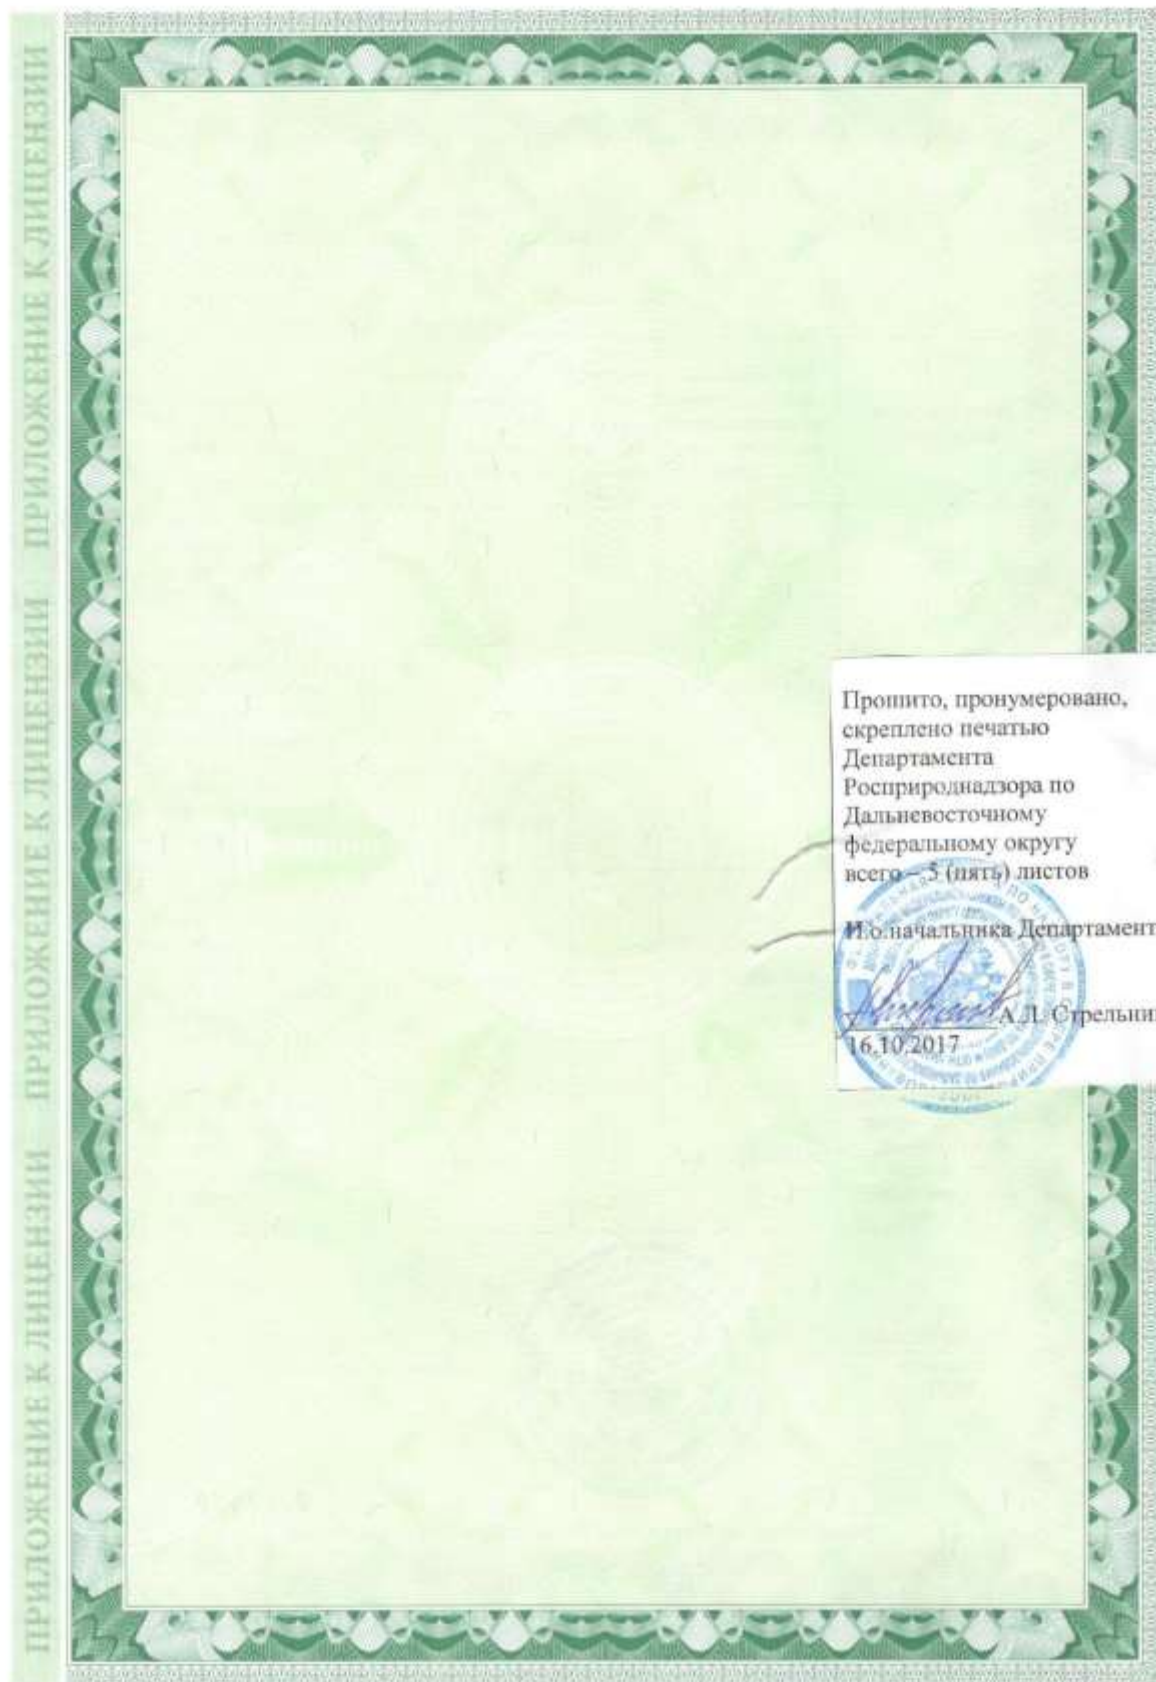 ПРИЛОЖЕНИЕ К ЛИЦЕНЗИИ ПРИЛОЖЕНИЕ К ЛИЦЕНЗИИ ПРИЛОЖЕНИЕ К ЛИЦЕНЗИИ
Прошито, пронумеровано,
скреплено печатью
Департамента
Росприроднадзора по
Дальневосточному
федеральному округу
всего – 5 (пять) листов
И.о.начальника Департамент
А.Л. Стрельни
16.10.2017